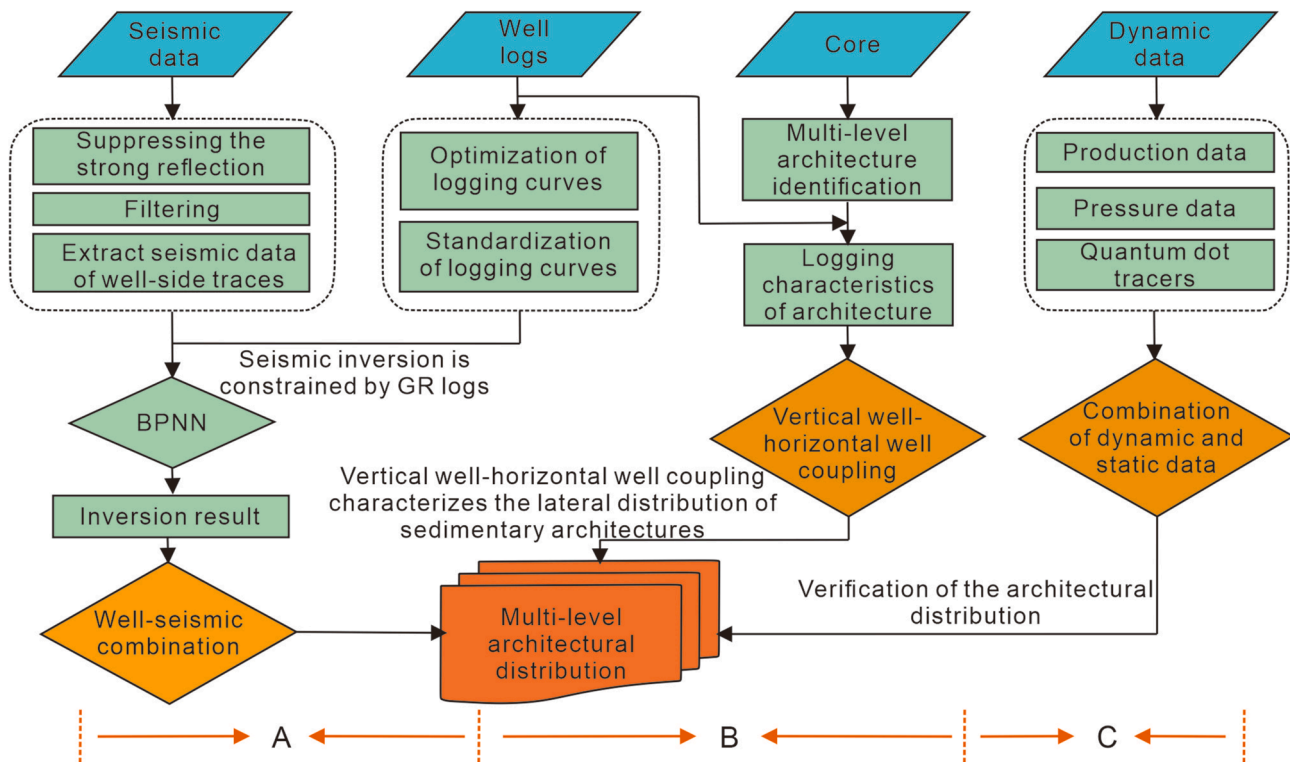 Seismic
data
Well
logs
Core
Dynamic
data
Suppressing the
strong reflection
Filtering
Extract seismic data
of well-side traces
Optimization of
logging curves
Standardization
of logging curves
Multi-level
architecture
identification
Logging
characteristics
of architecture
Production data
Pressure data
Quantum dot
tracers
Seismic inversion is
constrained by GR logs
BPNN
Inversion result
Well-seismic
combination
Vertical well-
horizontal well
coupling
Combination
of dynamic and
static data
Vertical well-horizontal well coupling
characterizes the lateral distribution of
sedimentary architectures
Verification of the architectural
distribution
Multi-level
architectural
distribution
A
B
C